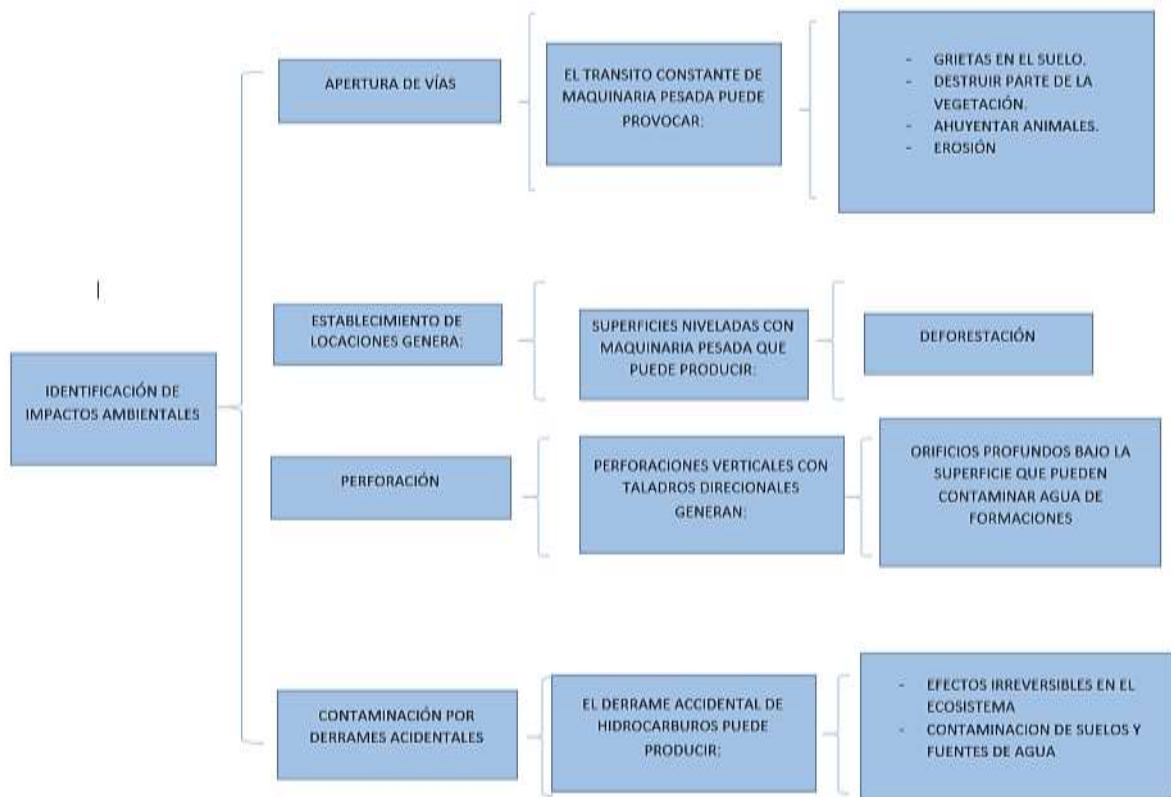 IDENTIFICACIÓN DE
IMPACTOS AMBIENTALES
APERTURA DE VÍAS
EL TRANSITO CONSTANTE DE
MAQUINARIA PESADA PUEDE
PROVOCAR:
- GRIETAS EN EL SUELO.
- DESTRUIR PARTE DE LA
VEGETACIÓN.
- AHUYENTAR ANIMALES.
- EROSIÓN
ESTABLECIMIENTO DE
LOCACIONES GENERA:
SUPERFICIES NIVELADAS CON
MAQUINARIA PESADA QUE
PUEDE PRODUCIR:
DEFORESTACIÓN
PERFORACIÓN
PERFORACIONES VERTICALES CON
TALADROS DIRECIONALES
GENERAN:
ORIFICIOS PROFUNDOS BAJO LA
SUPERFICIE QUE PUEDEN
CONTAMINAR AGUA DE
FORMACIONES
CONTAMINACIÓN POR
DERRAMES ACIDENTALES
EL DERRAME ACCIDENTAL DE
HIDROCARBUROS PUEDE
PRODUCIR:
- EFECTOS IRREVERSIBLES EN EL
ECOSISTEMA
- CONTAMINACION DE SUELOS Y
FUENTES DE AGUA